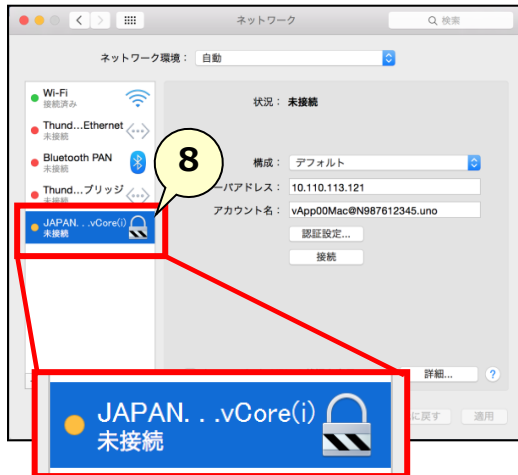 ネットワーク
検索
ネットワーク環境： 自動
Wi-Fi
接続済み
Thund...Ethernet
未接続
Bluetooth PAN
未接続
Thund...ブリッジ
未接続
JAPAN. . .vCore(i)
未接続
8
状況： 未接続
構成： デフォルト
ーバアドレス： 10.110.113.121
アカウント名： vApp00Mac@N987612345.uno
認証設定...
接続
詳細...
?
に戻す
適用
JAPAN. . .vCore(i)
未接続